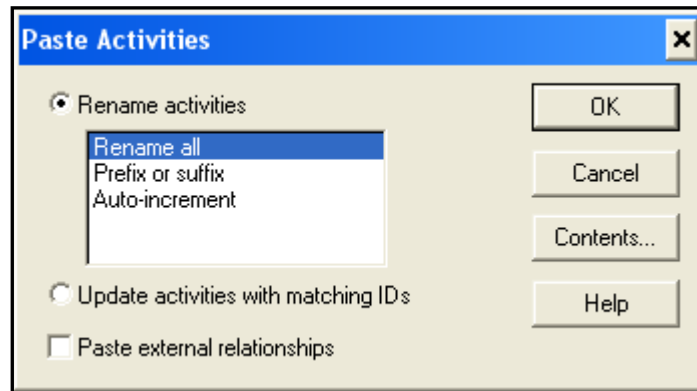 Paste Activities
Rename activities
Rename all
Prefix or suffix
Auto-increment
Update activities with matching IDs
Paste external relationships
OK
Cancel
Contents...
Help